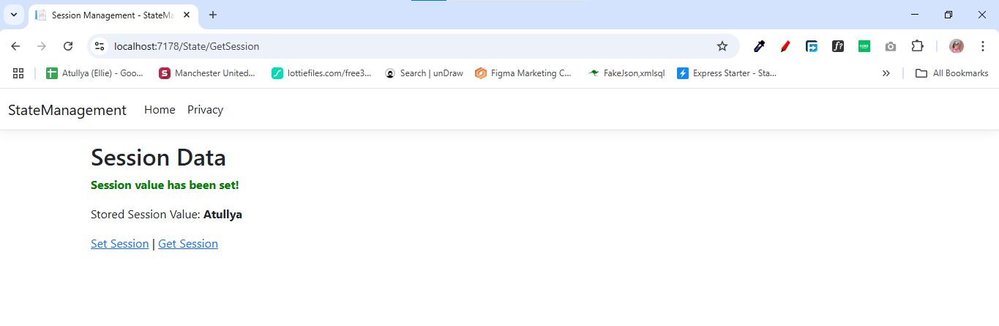 Session Management - StateMa
localhost:7178/State/GetSession
Atullya (Ellie) - Goo... Manchester United... lottiefiles.com/free3... Search | unDraw Figma Marketing C... FakeJson,xmlsql Express Starter - Sta... » All Bookmarks
StateManagement Home Privacy
Session Data
Session value has been set!
Stored Session Value: Atullya
Set Session | Get Session